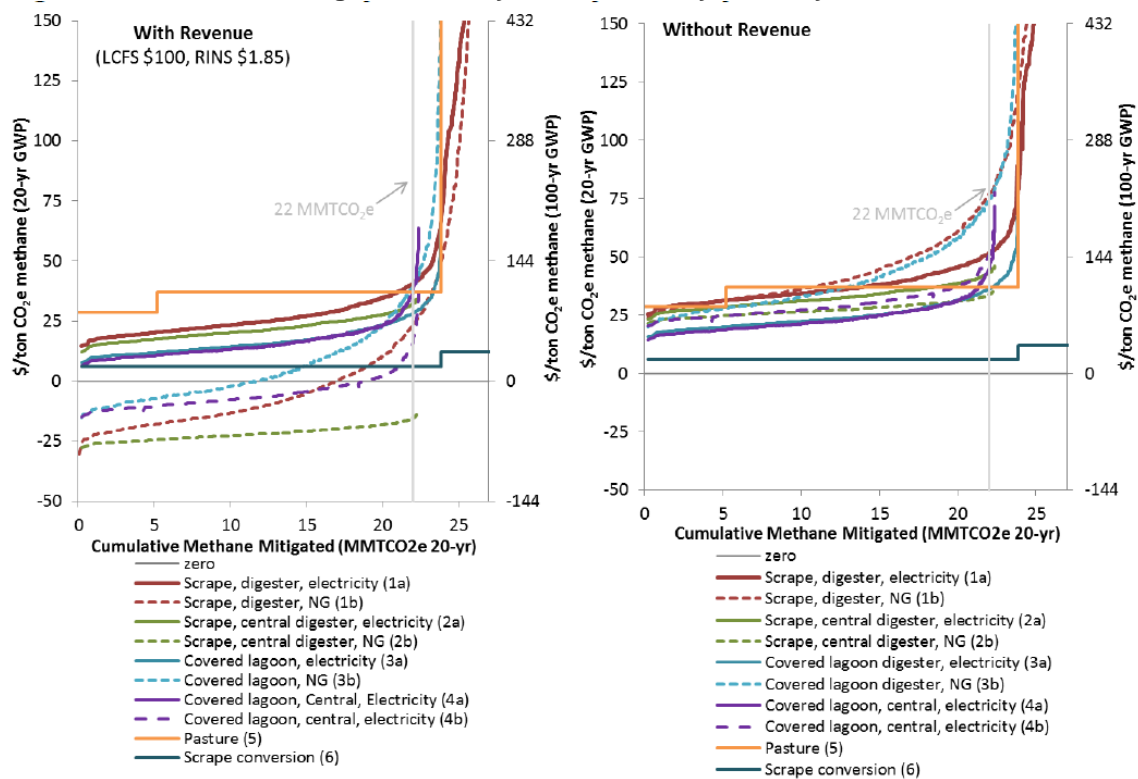 With Revenue
(LCFS $100, RINS $1.85)
150
125
100
75
50
25
0
-25
-50
$/ton CO2e methane (20-yr GWP)
432
288
144
0
-144
$/ton CO2e methane (100-yr GWP)
22 MMTCO2e
0 5 10 15 20 25
Cumulative Methane Mitigated (MMTCO2e 20-yr)
zero
Scrape, digester, electricity (1a)
Scrape, digester, NG (1b)
Scrape, central digester, electricity (2a)
Scrape, central digester, NG (2b)
Covered lagoon, electricity (3a)
Covered lagoon, NG (3b)
Covered lagoon, Central, Electricity (4a)
Covered lagoon, central, electricity (4b)
Pasture (5)
Scrape conversion (6)
Without Revenue
150
125
100
75
50
25
0
-25
-50
$/ton CO2e methane (20-yr GWP)
432
288
144
0
-144
$/ton CO2e methane (100-yr GWP)
22 MMTCO2e
0 5 10 15 20 25
Cumulative Methane Mitigated (MMTCO2e 20-yr)
zero
Scrape, digester, electricity (1a)
Scrape, digester, NG (1b)
Scrape, central digester, electricity (2a)
Scrape, central digester, NG (2b)
Covered lagoon digester, electricity (3a)
Covered lagoon digester, NG (3b)
Covered lagoon, central, electricity (4a)
Covered lagoon, central, electricity (4b)
Pasture (5)
Scrape conversion (6)